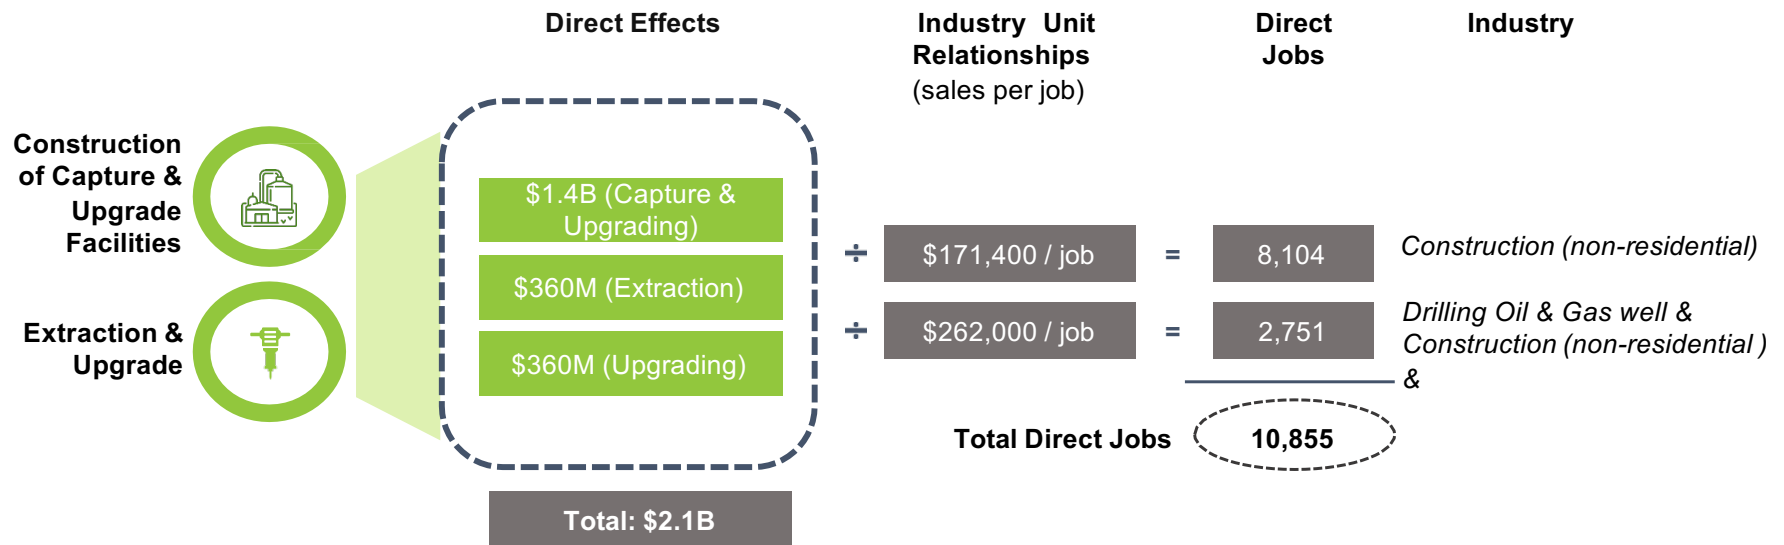 Direct Effects
Industry Unit
Relationships
(sales per job)
Direct
Jobs
Industry
Construction
of Capture &
Upgrade
Facilities
Extraction &
Upgrade
$1.4B (Capture &
Upgrading)
$360M (Extraction)
$360M (Upgrading)
Total: $2.1B
÷ $171,400 / job = 8,104
Construction (non-residential)
÷ $262,000 / job = 2,751
Drilling Oil & Gas well &
Construction (non-residential )
&
Total Direct Jobs 10,855